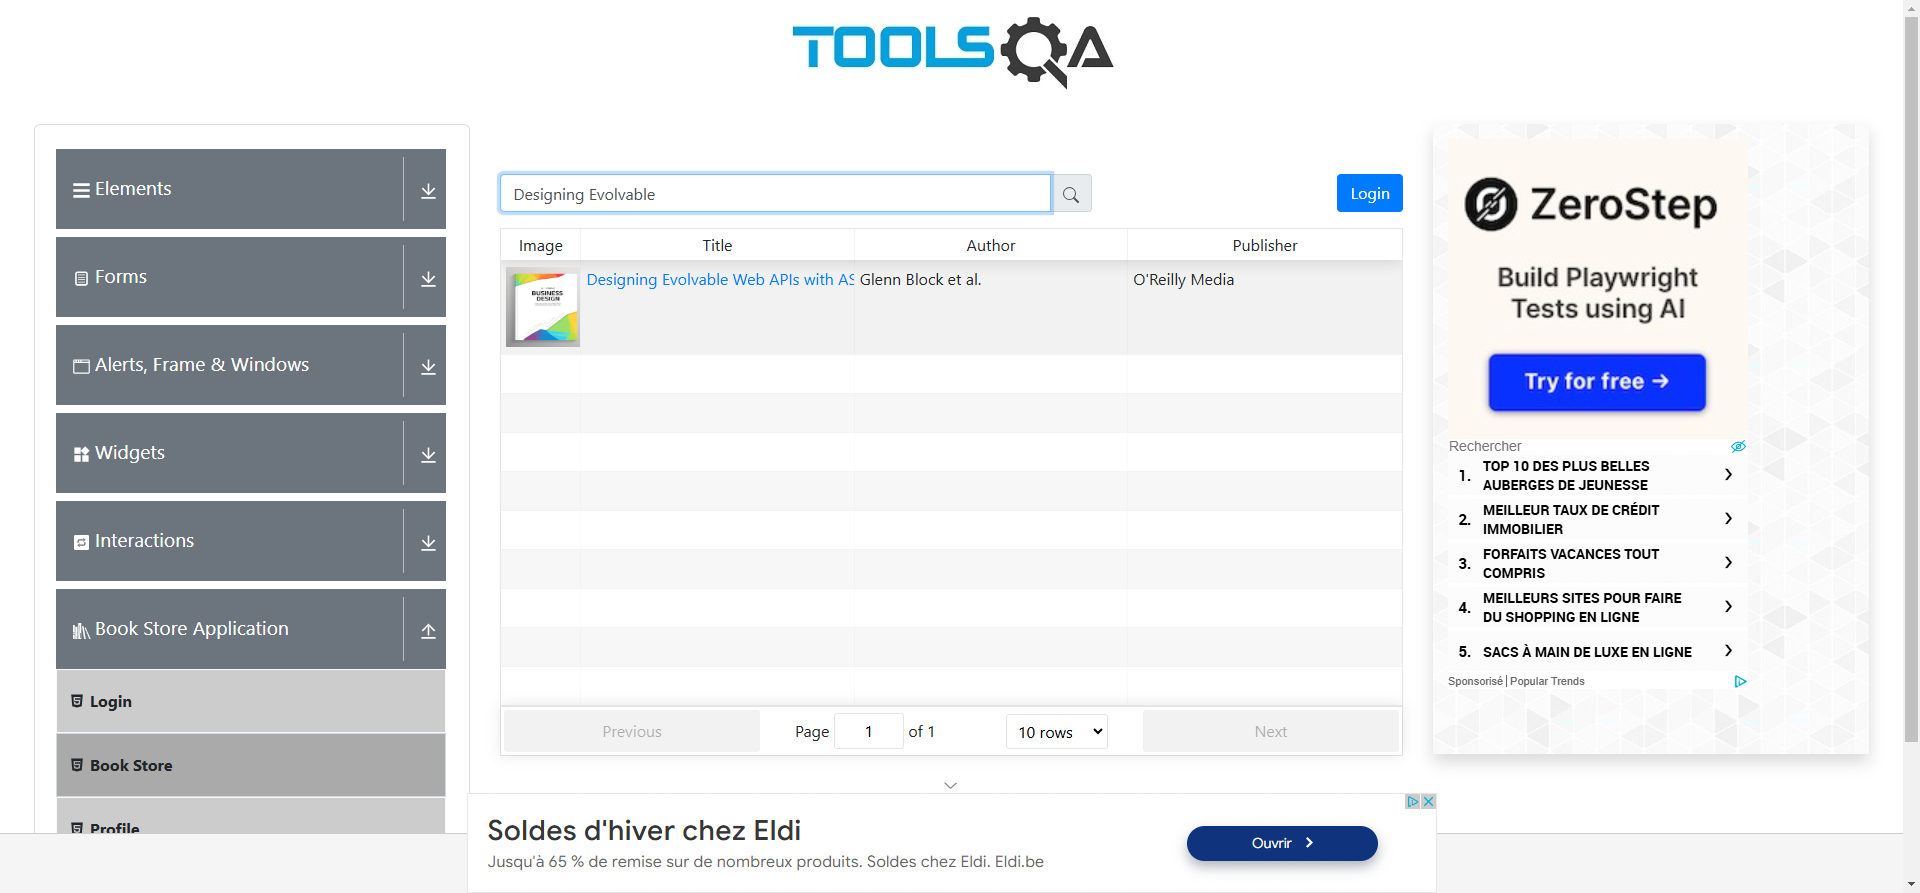 TOOLSQA
Elements
Forms
Alerts, Frame & Windows
Widgets
Interactions
Book Store Application
Login
Book Store
Profile
Designing Evolvable
Login
Image Title Author Publisher
BUSINESS
DESIGN
Designing Evolvable Web APIs with AS Glenn Block et al. O'Reilly Media
Previous Page 1 of 1 10 rows Next
ZeroStep
Build Playwright
Tests using AI
Try for free →
Rechercher
1. TOP 10 DES PLUS BELLES
AUBERGES DE JEUNESSE
2. MEILLEUR TAUX DE CRÉDIT
IMMOBILIER
3. FORFAITS VACANCES TOUT
COMPRIS
4. MEILLEURS SITES POUR FAIRE
DU SHOPPING EN LIGNE
5. SACS À MAIN DE LUXE EN LIGNE
Sponsorisé | Popular Trends
Soldes d'hiver chez Eldi
Jusqu'à 65 % de remise sur de nombreux produits. Soldes chez Eldi. Eldi.be
Ouvrir